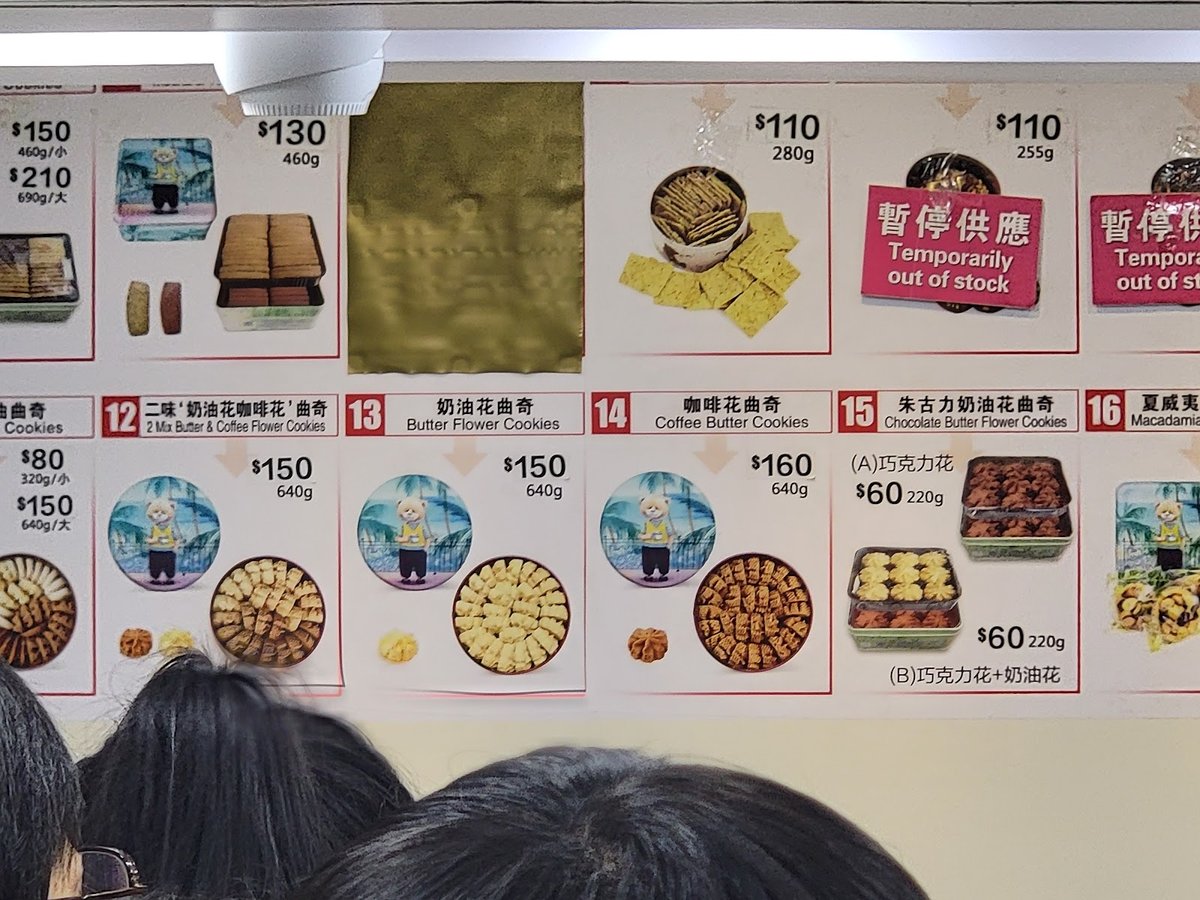 $150
460g/小
$210
690g/大
$130
460g
$110
280g
$110
255g
暫停供應
Temporarily
out of stock
暫停供
Tempora
out of st
曲奇
Cookies
$80
320g/小
$150
640g/大
12 二味‘奶油花咖啡花’曲奇
2 Mix Butter & Coffee Flower Cookies
$150
640g
13 奶油花曲奇
Butter Flower Cookies
$150
640g
14 咖啡花曲奇
Coffee Butter Cookies
$160
640g
15 朱古力奶油花曲奇
Chocolate Butter Flower Cookies
(A)巧克力花
$60 220g
$60 220g
(B)巧克力花+奶油花
16 夏威夷
Macadamia